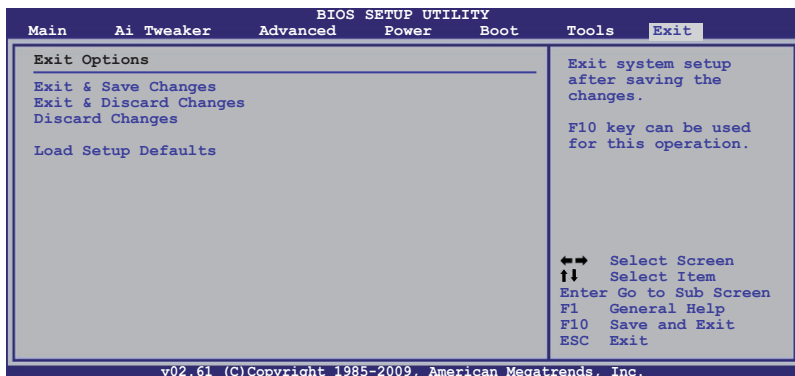 BIOS SETUP UTILITY
Main Ai Tweaker Advanced Power Boot Tools Exit
Exit Options
Exit & Save Changes
Exit & Discard Changes
Discard Changes
Load Setup Defaults
Exit system setup
after saving the
changes.
F10 key can be used
for this operation.
←→ Select Screen
↑↓ Select Item
Enter Go to Sub Screen
F1 General Help
F10 Save and Exit
ESC Exit
v02.61 (C)Copyright 1985-2009, American Megatrends, Inc.